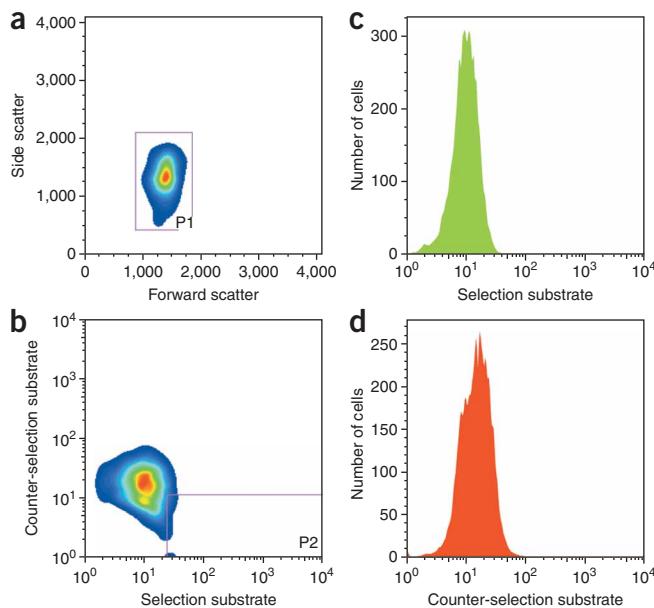 a
4,000
3,000
2,000
1,000
0
Side scatter
P1
0 1,000 2,000 3,000 4,000
Forward scatter
c
300
200
100
0
Number of cells
10^0 10^1 10^2 10^3 10^4
Selection substrate
b
10^4
10^3
10^2
10^1
10^0
Counter-selection substrate
P2
10^0 10^1 10^2 10^3 10^4
Selection substrate
d
250
200
150
100
50
0
Number of cells
10^0 10^1 10^2 10^3 10^4
Counter-selection substrate